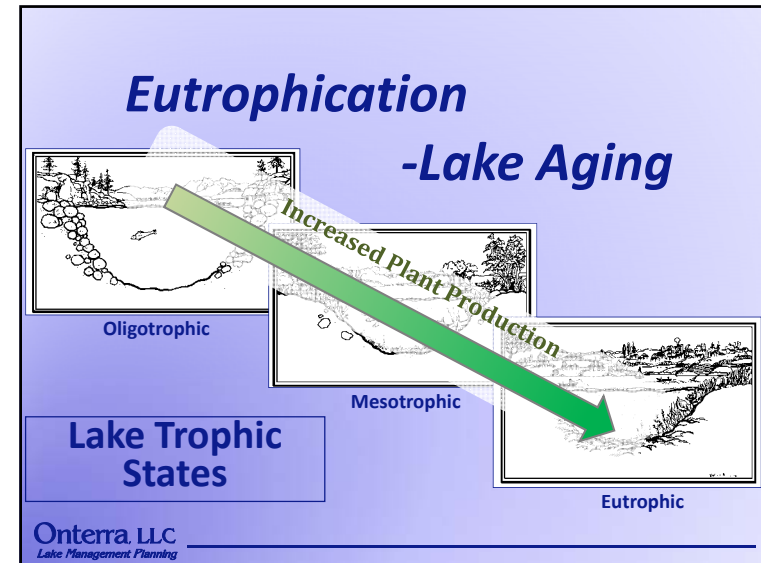 Eutrophication
-Lake Aging
Increased Plant Production
Oligotrophic
Mesotrophic
Eutrophic
Lake Trophic
States
Onterra, LLC
Lake Management Planning